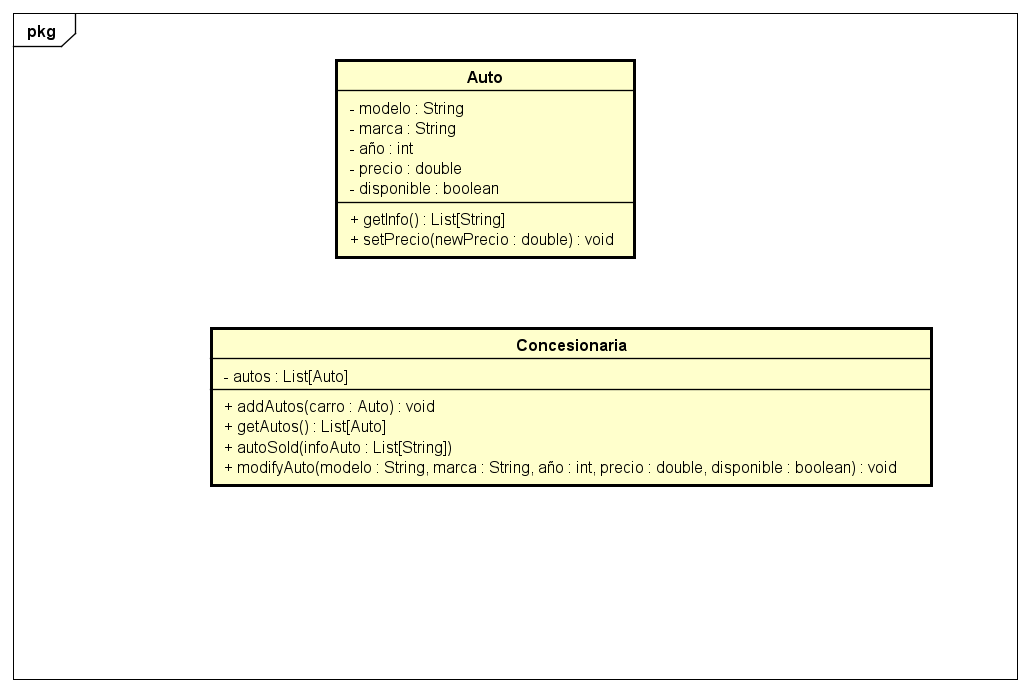 pkg
Auto
- modelo : String
- marca : String
- año : int
- precio : double
- disponible : boolean
+ getInfo() : List[String]
+ setPrecio(newPrecio : double) : void
Concesionaria
- autos : List[Auto]
+ addAutos(carro : Auto) : void
+ getAutos() : List[Auto]
+ autoSold(infoAuto : List[String])
+ modifyAuto(modelo : String, marca : String, año : int, precio : double, disponible : boolean) : void